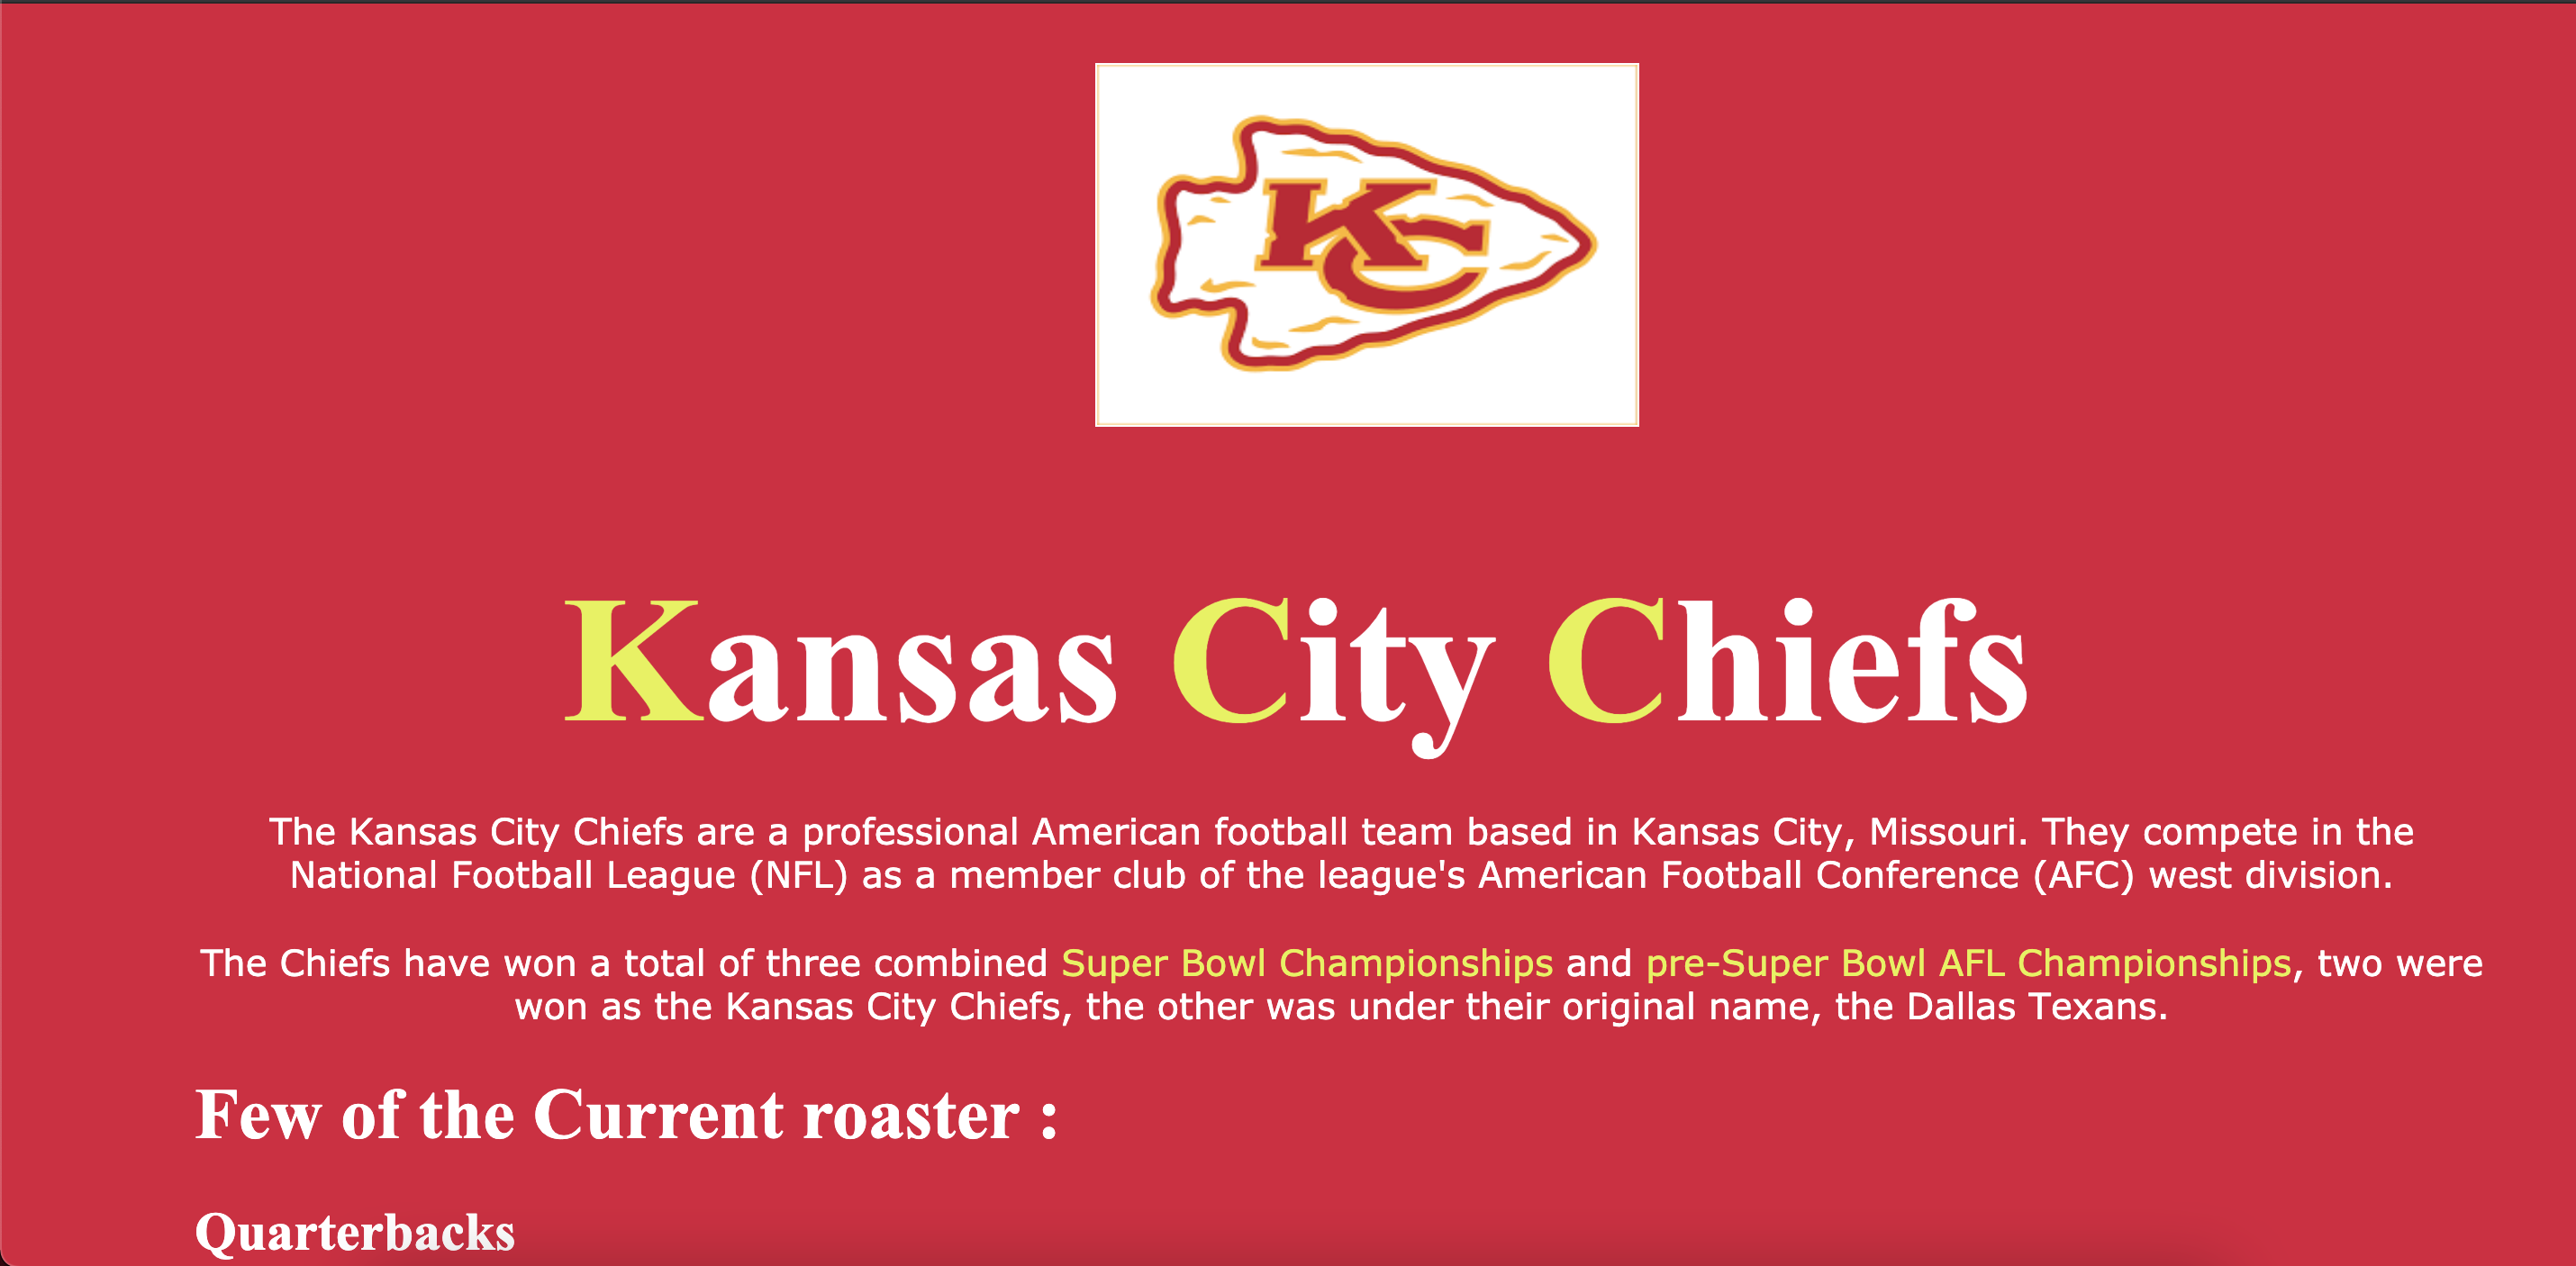 KC
Kansas City Chiefs
The Kansas City Chiefs are a professional American football team based in Kansas City, Missouri. They compete in the
National Football League (NFL) as a member club of the league's American Football Conference (AFC) west division.
The Chiefs have won a total of three combined Super Bowl Championships and pre-Super Bowl AFL Championships, two were
won as the Kansas City Chiefs, the other was under their original name, the Dallas Texans.
Few of the Current roaster :
Quarterbacks